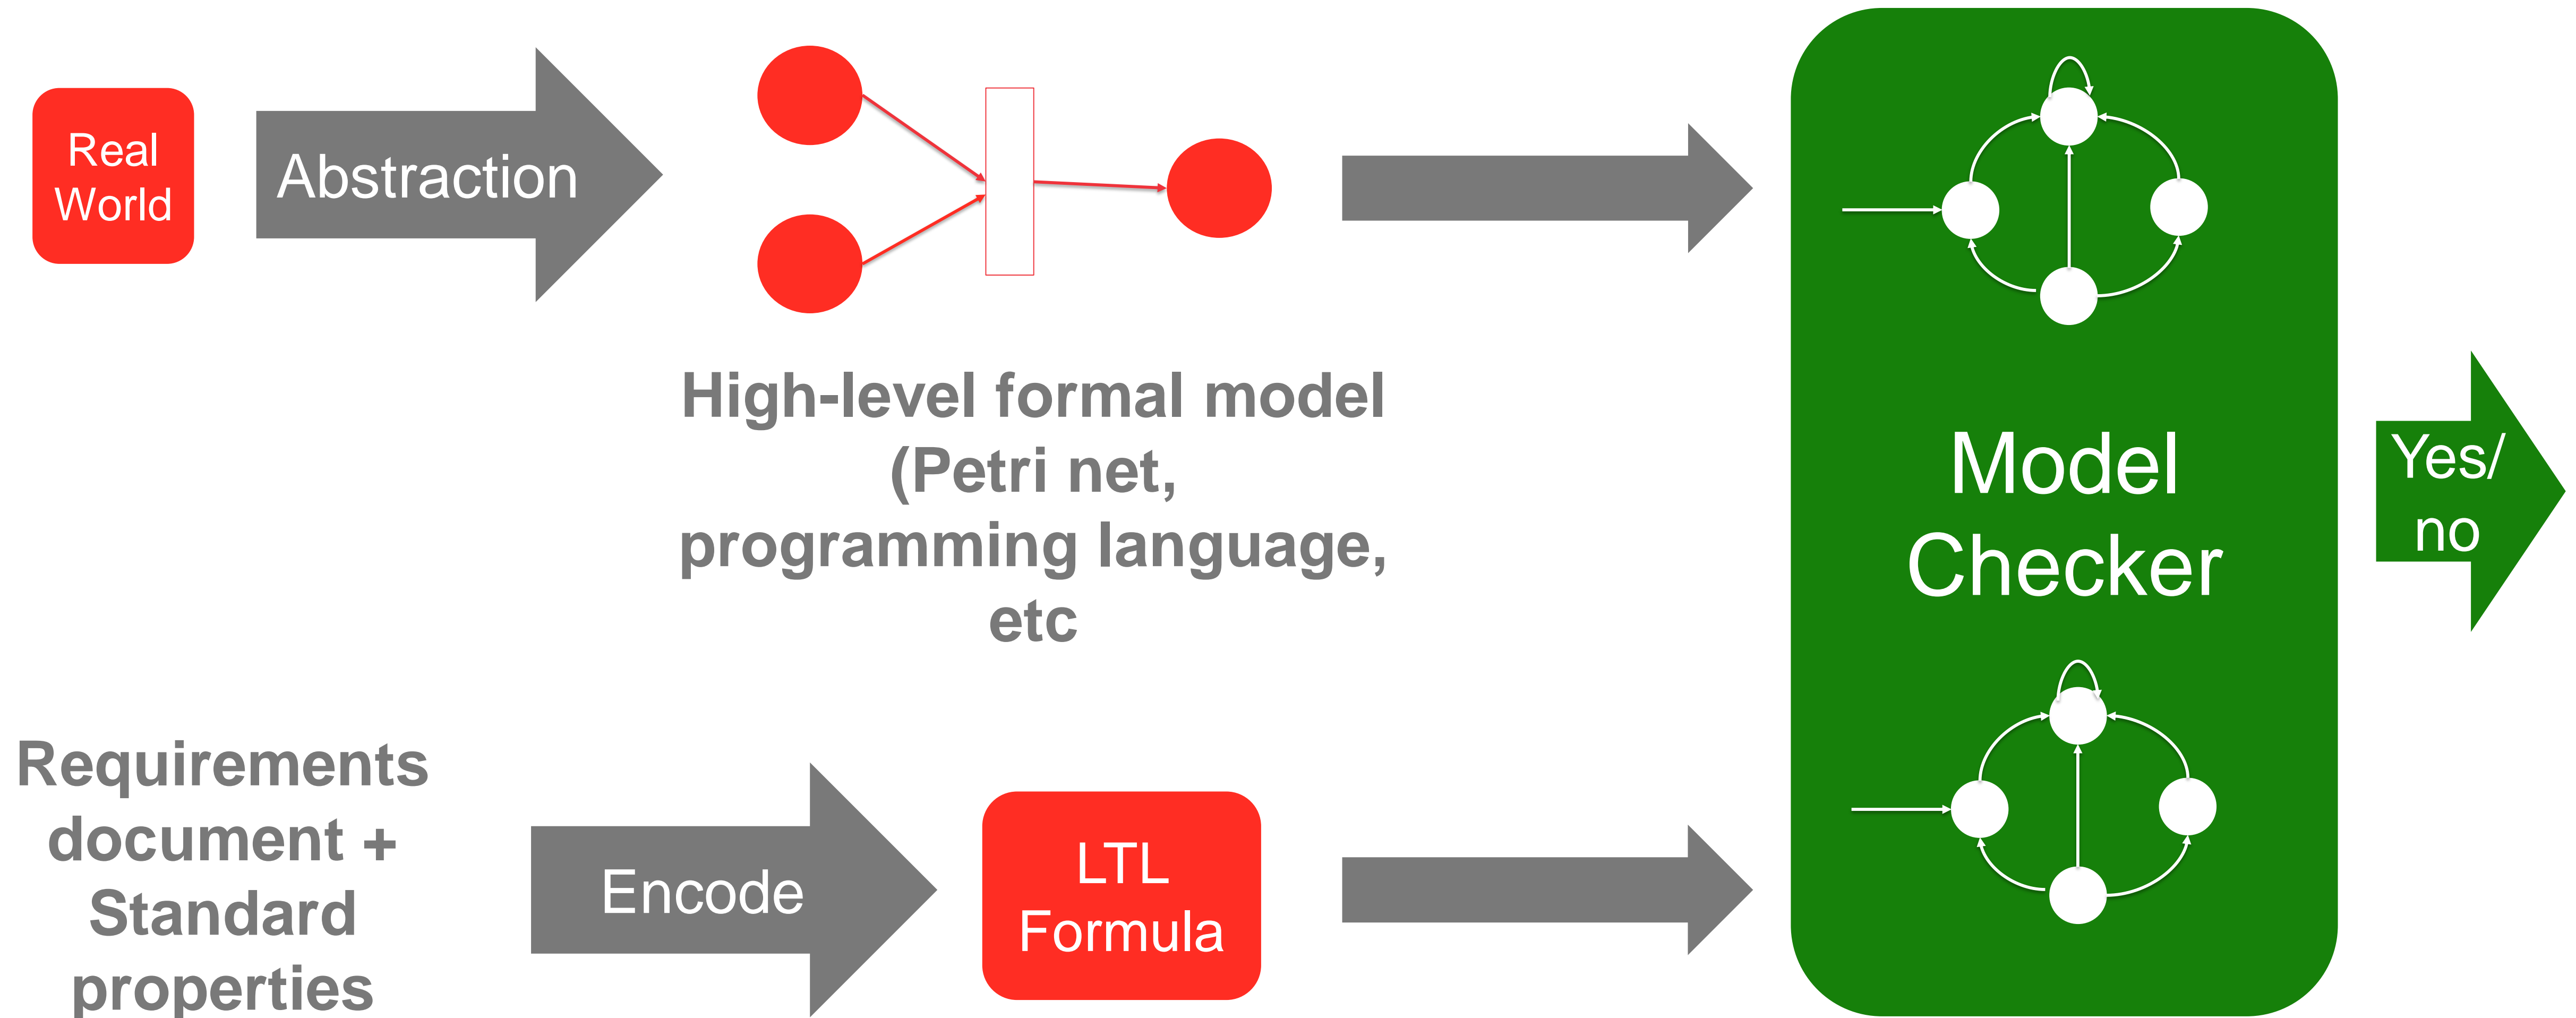 Real
World
Abstraction
High-level formal model
(Petri net,
programming language,
etc
Model
Checker
Yes/
no
Requirements
document +
Standard
properties
Encode
LTL
Formula